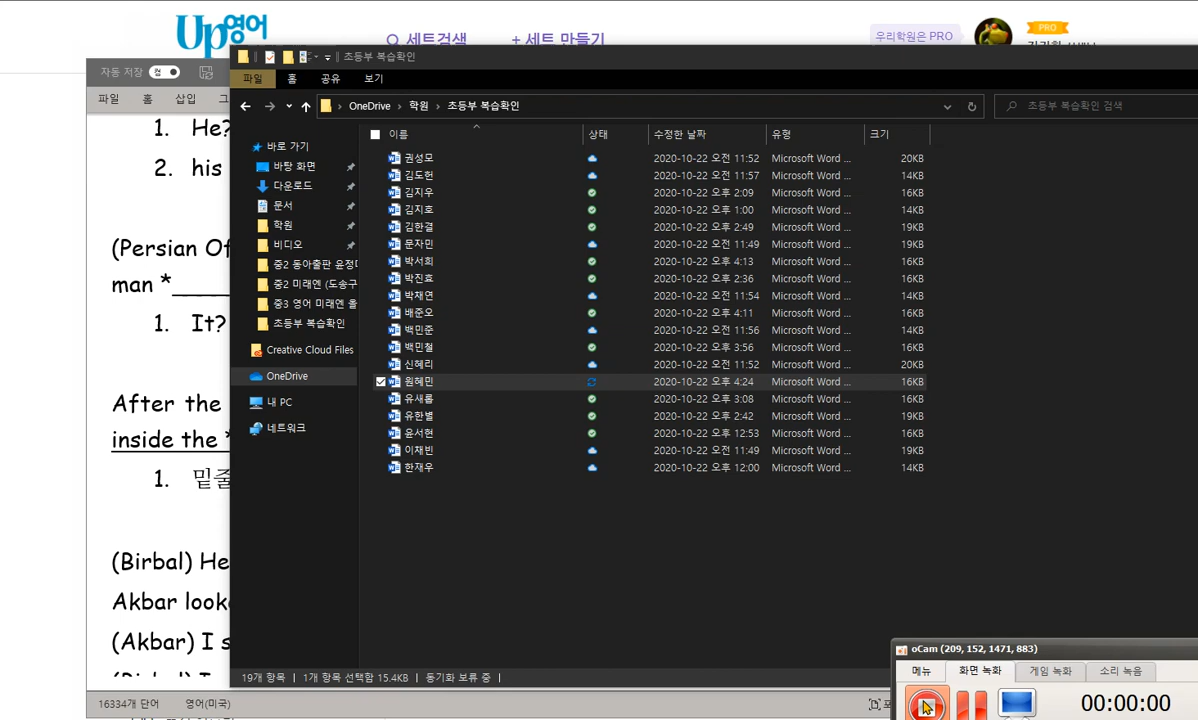 Up영어
세트검색
+ 세트 만들기
우리학원은 PRO
PRO
초등부 복습확인
자동 저장
파일 홈 공유 보기
파일 홈 삽입
OneDrive > 학원 > 초등부 복습확인
초등부 복습확인 검색
이름 상태 수정한 날짜 유형 크기
권성모 2020-10-22 오전 11:52 Microsoft Word ... 20KB
김도헌 2020-10-22 오전 11:57 Microsoft Word ... 14KB
김지우 2020-10-22 오후 2:09 Microsoft Word ... 16KB
김지호 2020-10-22 오후 1:00 Microsoft Word ... 14KB
김한결 2020-10-22 오후 2:49 Microsoft Word ... 19KB
문자민 2020-10-22 오전 11:49 Microsoft Word ... 19KB
박서희 2020-10-22 오후 4:13 Microsoft Word ... 16KB
박진효 2020-10-22 오후 2:36 Microsoft Word ... 16KB
박재연 2020-10-22 오전 11:54 Microsoft Word ... 14KB
배준오 2020-10-22 오후 4:11 Microsoft Word ... 16KB
백민준 2020-10-22 오전 11:56 Microsoft Word ... 14KB
백민철 2020-10-22 오후 3:56 Microsoft Word ... 16KB
신혜리 2020-10-22 오전 11:52 Microsoft Word ... 20KB
원혜민 2020-10-22 오후 4:24 Microsoft Word ... 16KB
유새롬 2020-10-22 오후 3:08 Microsoft Word ... 16KB
유한별 2020-10-22 오후 2:42 Microsoft Word ... 19KB
윤서현 2020-10-22 오후 12:53 Microsoft Word ... 16KB
이채빈 2020-10-22 오전 11:49 Microsoft Word ... 19KB
한재우 2020-10-22 오후 12:00 Microsoft Word ... 14KB
바로 가기
바탕 화면
다운로드
문서
학원
비디오
중2 동아출판 윤정미
중2 미래엔 (도송구
중3 영어 미래엔 올
초등부 복습확인
Creative Cloud Files
OneDrive
내 PC
네트워크
19개 항목 1개 항목 선택함 15.4KB 동기화 보류 중
1. He?
2. his
(Persian Of
man *____
1. It?
After the
inside the *
1. 밑줄
(Birbal) He
Akbar look
(Akbar) I s
16334개 단어 영어(미국)
oCam (209, 152, 1471, 883)
메뉴 화면 녹화 게임 녹화 소리 녹음
00:00:00